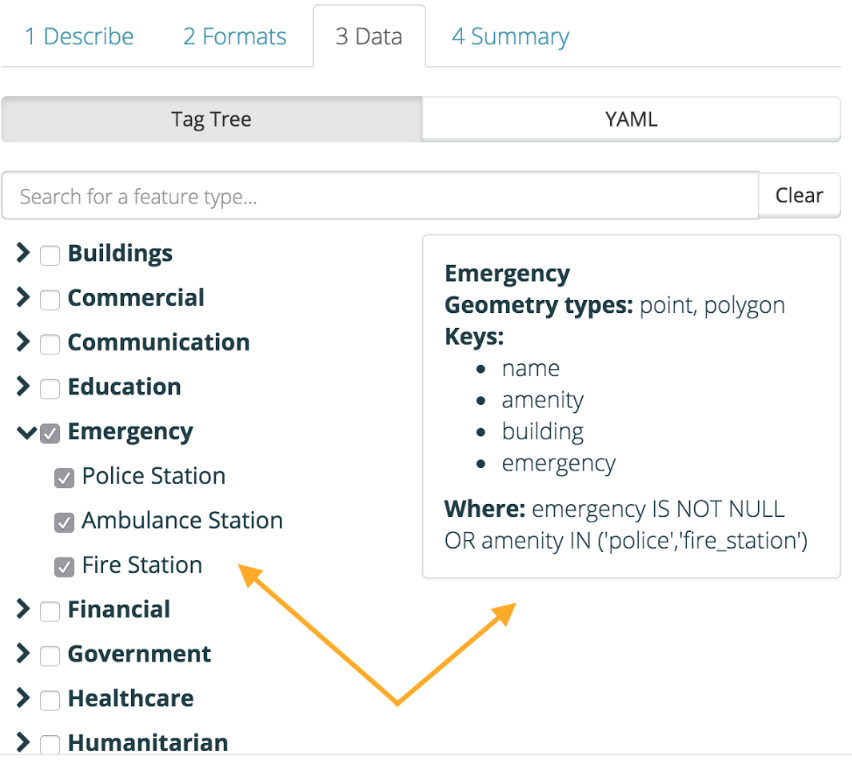 1 Describe 2 Formats 3 Data 4 Summary
Tag Tree YAML
Search for a feature type... Clear
Buildings
Commercial
Communication
Education
Emergency
Police Station
Ambulance Station
Fire Station
Financial
Government
Healthcare
Humanitarian
Emergency
Geometry types: point, polygon
Keys:
name
amenity
building
emergency
Where: emergency IS NOT NULL
OR amenity IN ('police','fire_station')